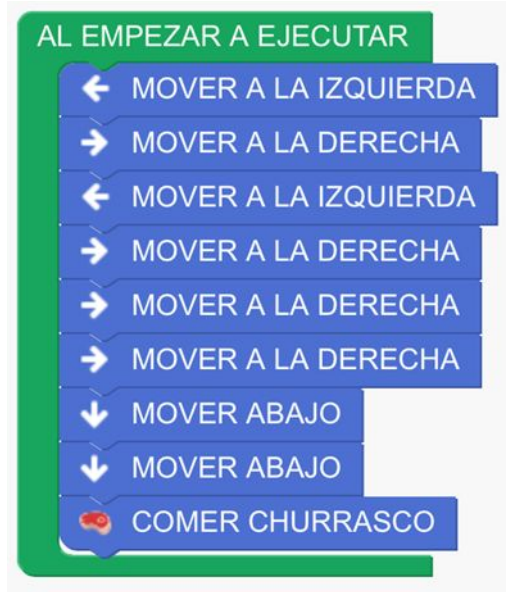 AL EMPEZAR A EJECUTAR
MOVER A LA IZQUIERDA
MOVER A LA DERECHA
MOVER A LA IZQUIERDA
MOVER A LA DERECHA
MOVER A LA DERECHA
MOVER A LA DERECHA
MOVER ABAJO
MOVER ABAJO
COMER CHURRASCO